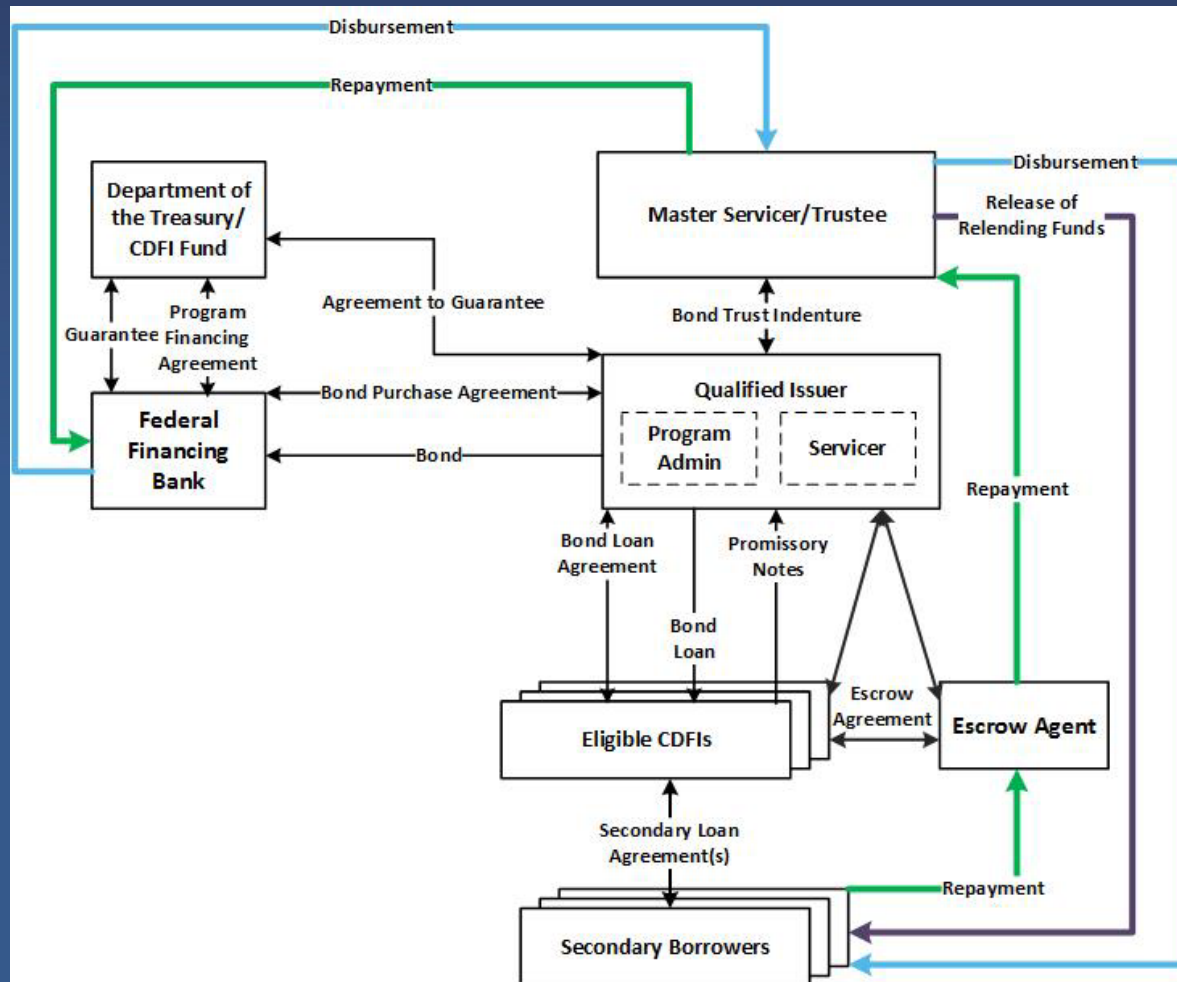 Disbursement
Repayment
Department of
the Treasury/
CDFI Fund
Master Servicer/Trustee
Disbursement
Release of
Relending Funds
Agreement to Guarantee
Bond Trust Indenture
Guarantee
Program
Financing
Agreement
Federal
Financing
Bank
Bond Purchase Agreement
Bond
Qualified Issuer
Program
Admin
Servicer
Repayment
Bond Loan
Agreement
Promissory
Notes
Bond
Loan
Eligible CDFIs
Escrow
Agreement
Escrow Agent
Secondary Loan
Agreement(s)
Repayment
Secondary Borrowers